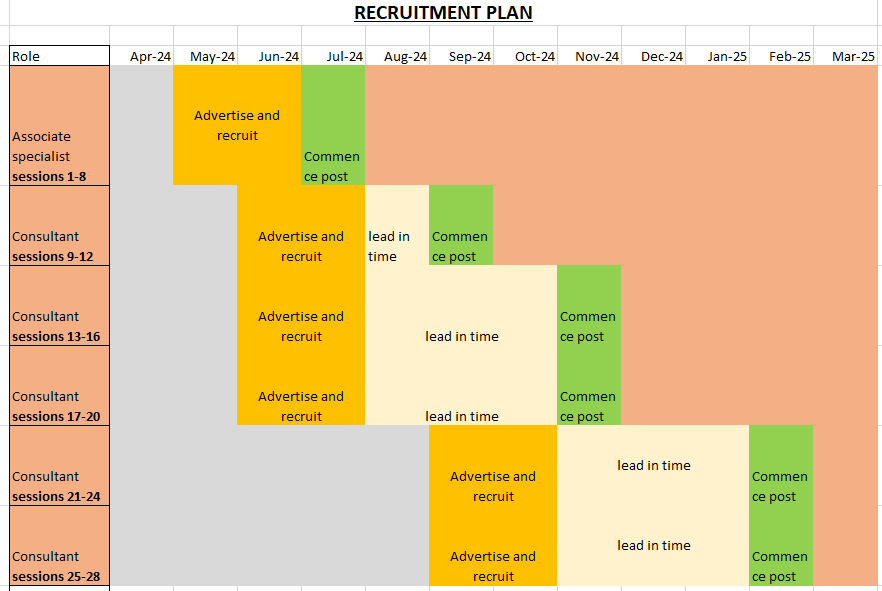 RECRUITMENT PLAN
Role Apr-24 May-24 Jun-24 Jul-24 Aug-24 Sep-24 Oct-24 Nov-24 Dec-24 Jan-25 Feb-25 Mar-25
Associate
specialist
sessions 1-8
Advertise and
recruit
Commen
ce post
Consultant
sessions 9-12
Advertise and
recruit
lead in
time
Commen
ce post
Consultant
sessions 13-16
Advertise and
recruit
lead in time
Commen
ce post
Consultant
sessions 17-20
Advertise and
recruit
lead in time
Commen
ce post
Consultant
sessions 21-24
Advertise and
recruit
lead in time
Commen
ce post
Consultant
sessions 25-28
Advertise and
recruit
lead in time
Commen
ce post